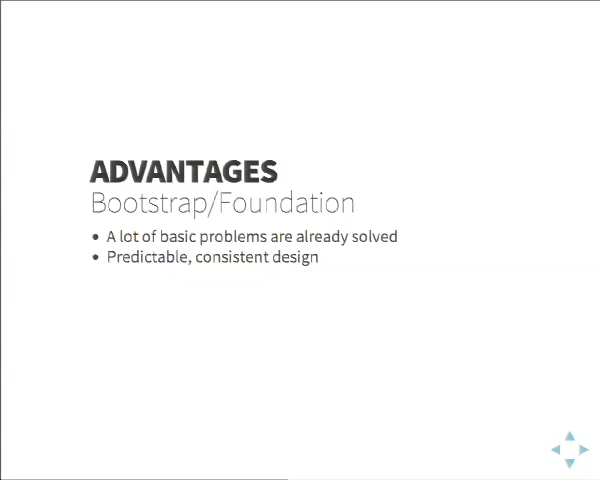 ADVANTAGES
Bootstrap/Foundation
• A lot of basic problems are already solved
• Predictable, consistent design